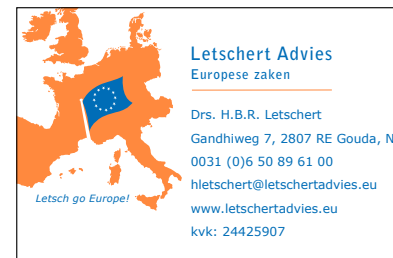 Letschert Advies
Europese zaken
Drs. H.B.R. Letschert
Gandhiweg 7, 2807 RE Gouda, N
0031 (0)6 50 89 61 00
hletschert@letschertadvies.eu
www.letschertadvies.eu
kvk: 24425907
Letsch go Europe!